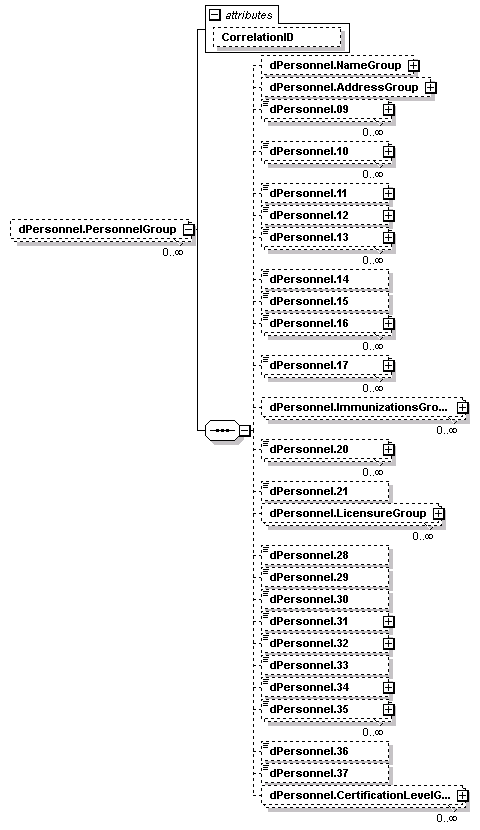 attributes
CorrelationID
dPersonnel.NameGroup
dPersonnel.AddressGroup
dPersonnel.09
0..∞
dPersonnel.10
0..∞
dPersonnel.11
dPersonnel.12
dPersonnel.13
dPersonnel.PersonnelGroup
0..∞
0..∞
dPersonnel.14
dPersonnel.15
dPersonnel.16
0..∞
dPersonnel.17
0..∞
dPersonnel.ImmunizationsGro...
0..∞
dPersonnel.20
0..∞
dPersonnel.21
dPersonnel.LicensureGroup
0..∞
dPersonnel.28
dPersonnel.29
dPersonnel.30
dPersonnel.31
dPersonnel.32
dPersonnel.33
dPersonnel.34
dPersonnel.35
0..∞
dPersonnel.36
dPersonnel.37
dPersonnel.CertificationLevelG...
0..∞